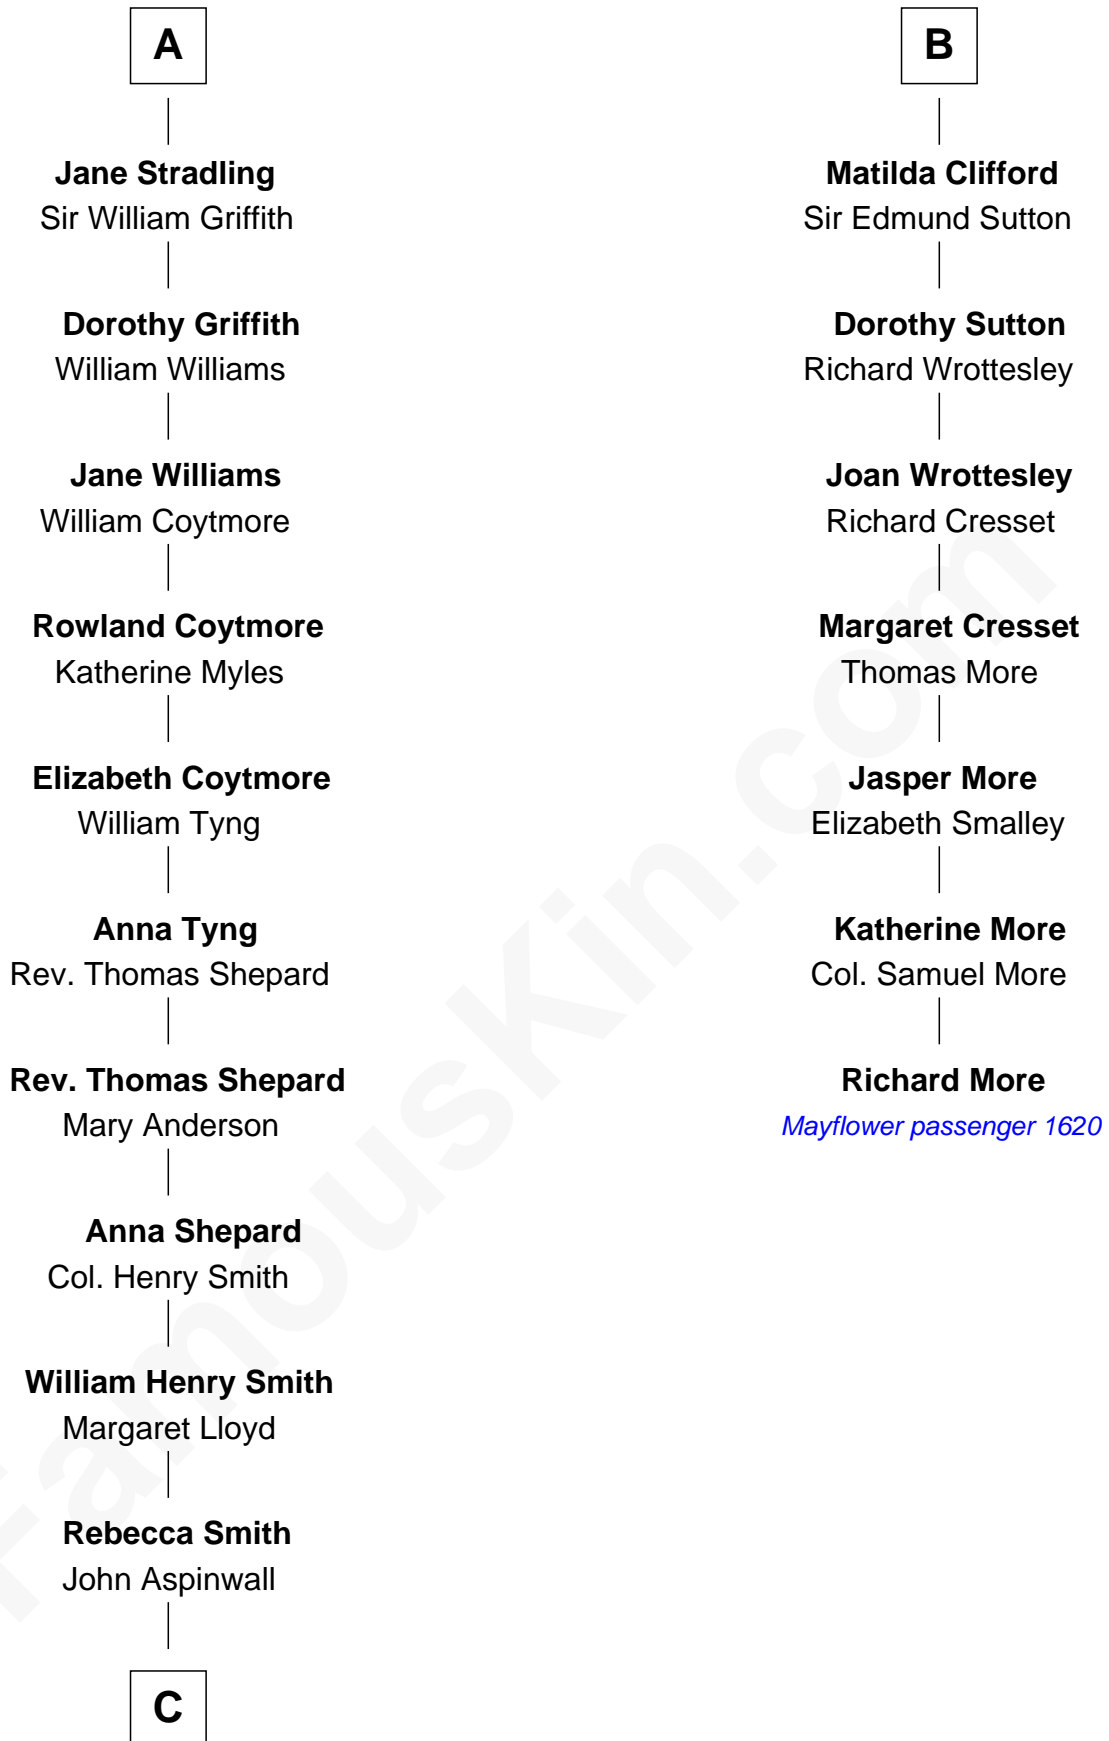 A
Jane Stradling
Sir William Griffith
Dorothy Griffith
William Williams
Jane Williams
William Coytmore
Rowland Coytmore
Katherine Myles
Elizabeth Coytmore
William Tyng
Anna Tyng
Rev. Thomas Shepard
Rev. Thomas Shepard
Mary Anderson
Anna Shepard
Col. Henry Smith
William Henry Smith
Margaret Lloyd
Rebecca Smith
John Aspinwall
C
B
Matilda Clifford
Sir Edmund Sutton
Dorothy Sutton
Richard Wrottesley
Joan Wrottesley
Richard Cresset
Margaret Cresset
Thomas More
Jasper More
Elizabeth Smalley
Katherine More
Col. Samuel More
Richard More
Mayflower passenger 1620
FamousKin.com